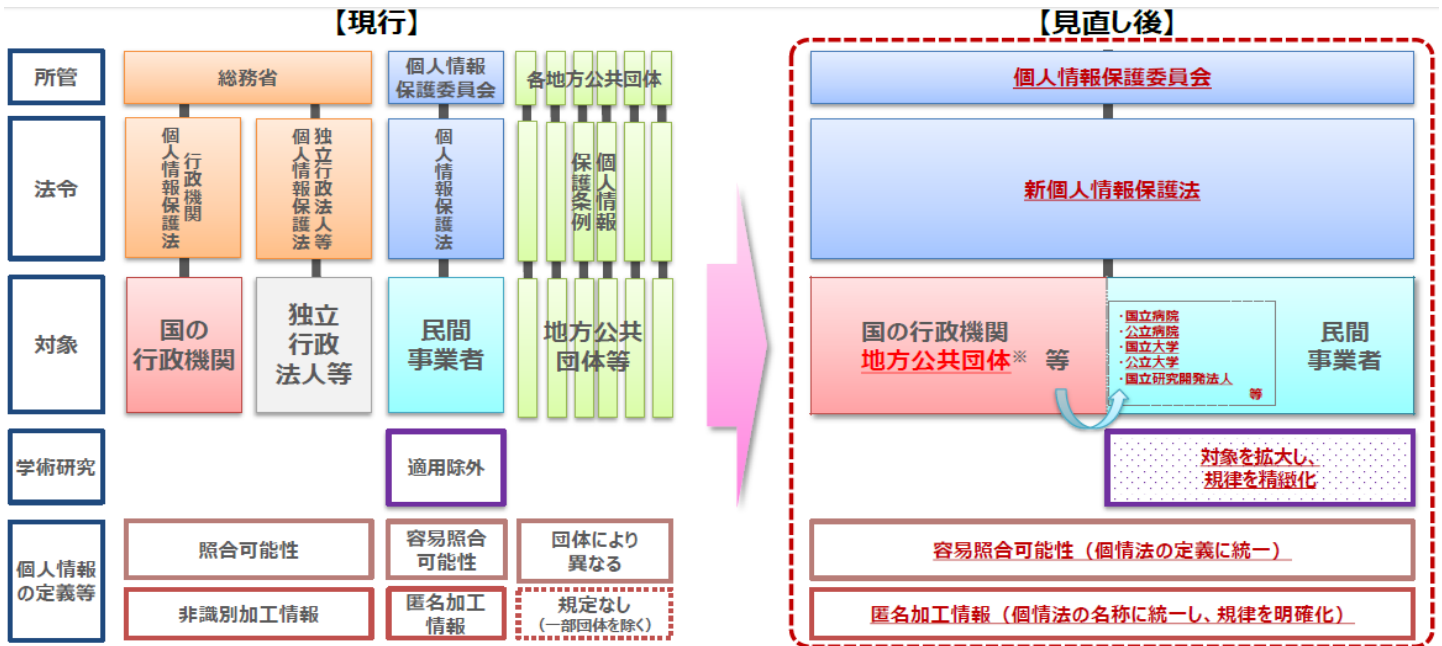 【現行】
【見直し後】
所管
総務省
個人情報
保護委員会
各地方公共団体
個人情報保護委員会
法令
行政機関
個人情報保護法
独立行政法人等
個人情報保護法
個人情報保護法
個人情報
保護条例
新個人情報保護法
対象
国の
行政機関
独立
行政
法人等
民間
事業者
地方公共
団体等
国の行政機関
地方公共団体※ 等
・国立病院
・公立病院
・国立大学
・公立大学
・国立研究開発法人
等
民間
事業者
学術研究
適用除外
対象を拡大し、
規律を精緻化
個人情報
の定義等
照合可能性
容易照合
可能性
団体により
異なる
容易照合可能性（個情法の定義に統一）
非識別加工情報
匿名加工
情報
規定なし
（一部団体を除く）
匿名加工情報（個情法の名称に統一し、規律を明確化）